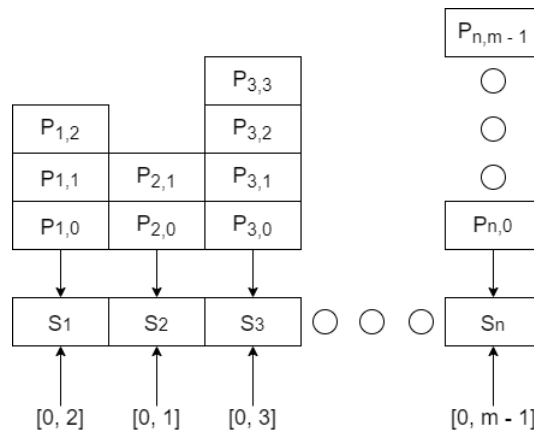 P3,3 Pn,m - 1
P1,2 P3,2
P1,1 P2,1 P3,1
P1,0 P2,0 P3,0 Pn,0
S1 S2 S3 Sn
[0, 2] [0, 1] [0, 3] [0, m - 1]